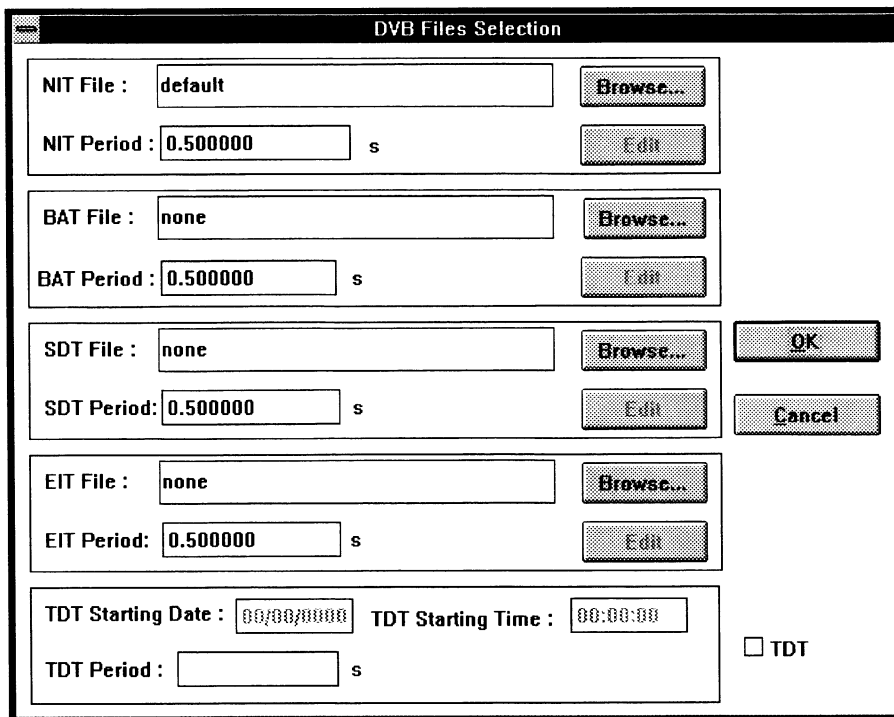 DVB Files Selection
NIT File : default Browse...
NIT Period : 0.500000 s Edit
BAT File : none Browse...
BAT Period : 0.500000 s Edit
SDT File : none Browse...
OK
SDT Period: 0.500000 s Edit
Cancel
EIT File : none Browse...
EIT Period: 0.500000 s Edit
TDT Starting Date : 00/00/0000 TDT Starting Time : 00:00:00
TDT
TDT Period : s